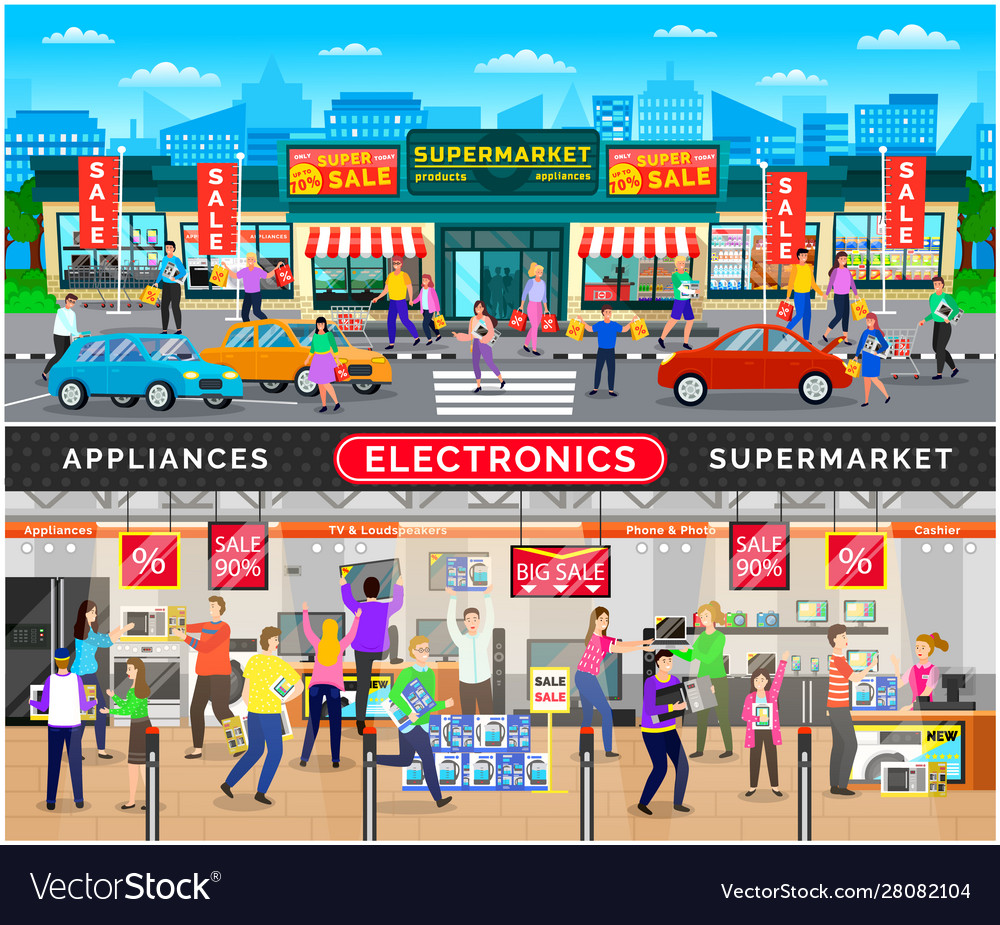 SUPERMARKET
products appliances
ONLY SUPER TODAY
UP TO 70% SALE
ONLY SUPER TODAY
UP TO 70% SALE
SALE
SALE
SALE
SALE
APPLIANCES
%
%
%
%
%
%
%
%
%
APPLIANCES ELECTRONICS SUPERMARKET
Appliances
TV & Loudspeakers
Phone & Photo
Cashier
%
SALE
90%
BIG SALE
SALE
90%
%
SALE
SALE
NEW
NEW
VectorStock®
VectorStock.com/28082104